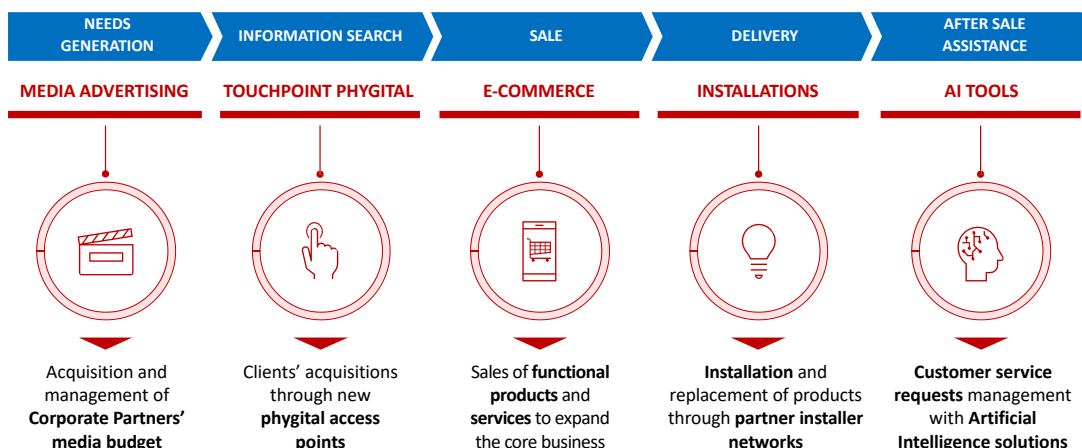 NEEDS
GENERATION
INFORMATION SEARCH
SALE
DELIVERY
AFTER SALE
ASSISTANCE
MEDIA ADVERTISING
TOUCHPOINT PHYGITAL
E-COMMERCE
INSTALLATIONS
AI TOOLS
Acquisition and
management of
Corporate Partners'
media budget
Clients' acquisitions
through new
phygital access
points
Sales of functional
products and
services to expand
the core business
Installation and
replacement of products
through partner installer
networks
Customer service
requests management
with Artificial
Intelligence solutions